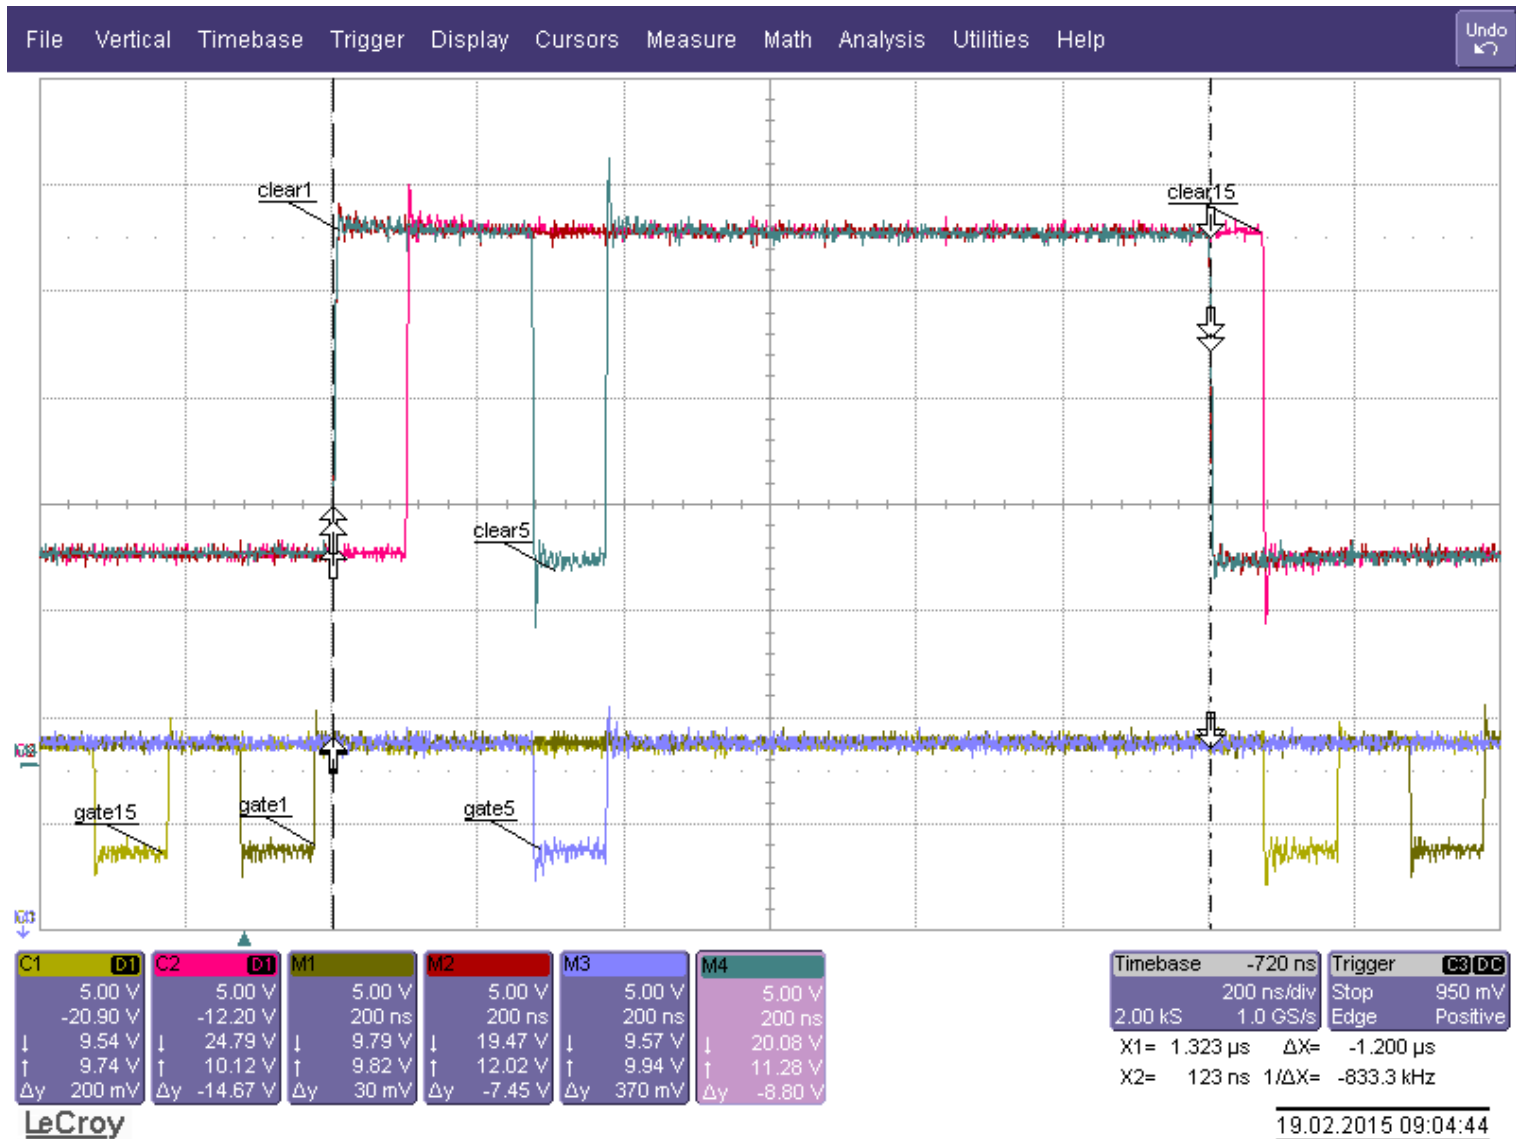 File Vertical Timebase Trigger Display Cursors Measure Math Analysis Utilities Help Undo
clear1
clear15
clear5
gate15
gate1
gate5
C1 D1
5.00 V
-20.90 V
↓ 9.54 V
↑ 9.74 V
Δy 200 mV
C2 D1
5.00 V
-12.20 V
↓ 24.79 V
↑ 10.12 V
Δy -14.67 V
M1
5.00 V
200 ns
↓ 9.79 V
↑ 9.82 V
Δy 30 mV
M2
5.00 V
200 ns
↓ 19.47 V
↑ 12.02 V
Δy -7.45 V
M3
5.00 V
200 ns
↓ 9.57 V
↑ 9.94 V
Δy 370 mV
M4
5.00 V
200 ns
↓ 20.08 V
↑ 11.28 V
Δy -8.80 V
Timebase -720 ns
200 ns/div
2.00 kS 1.0 GS/s
Trigger C3 DC
Stop 950 mV
Edge Positive
X1= 1.323 µs ΔX= -1.200 µs
X2= 123 ns 1/ΔX= -833.3 kHz
LeCroy
19.02.2015 09:04:44